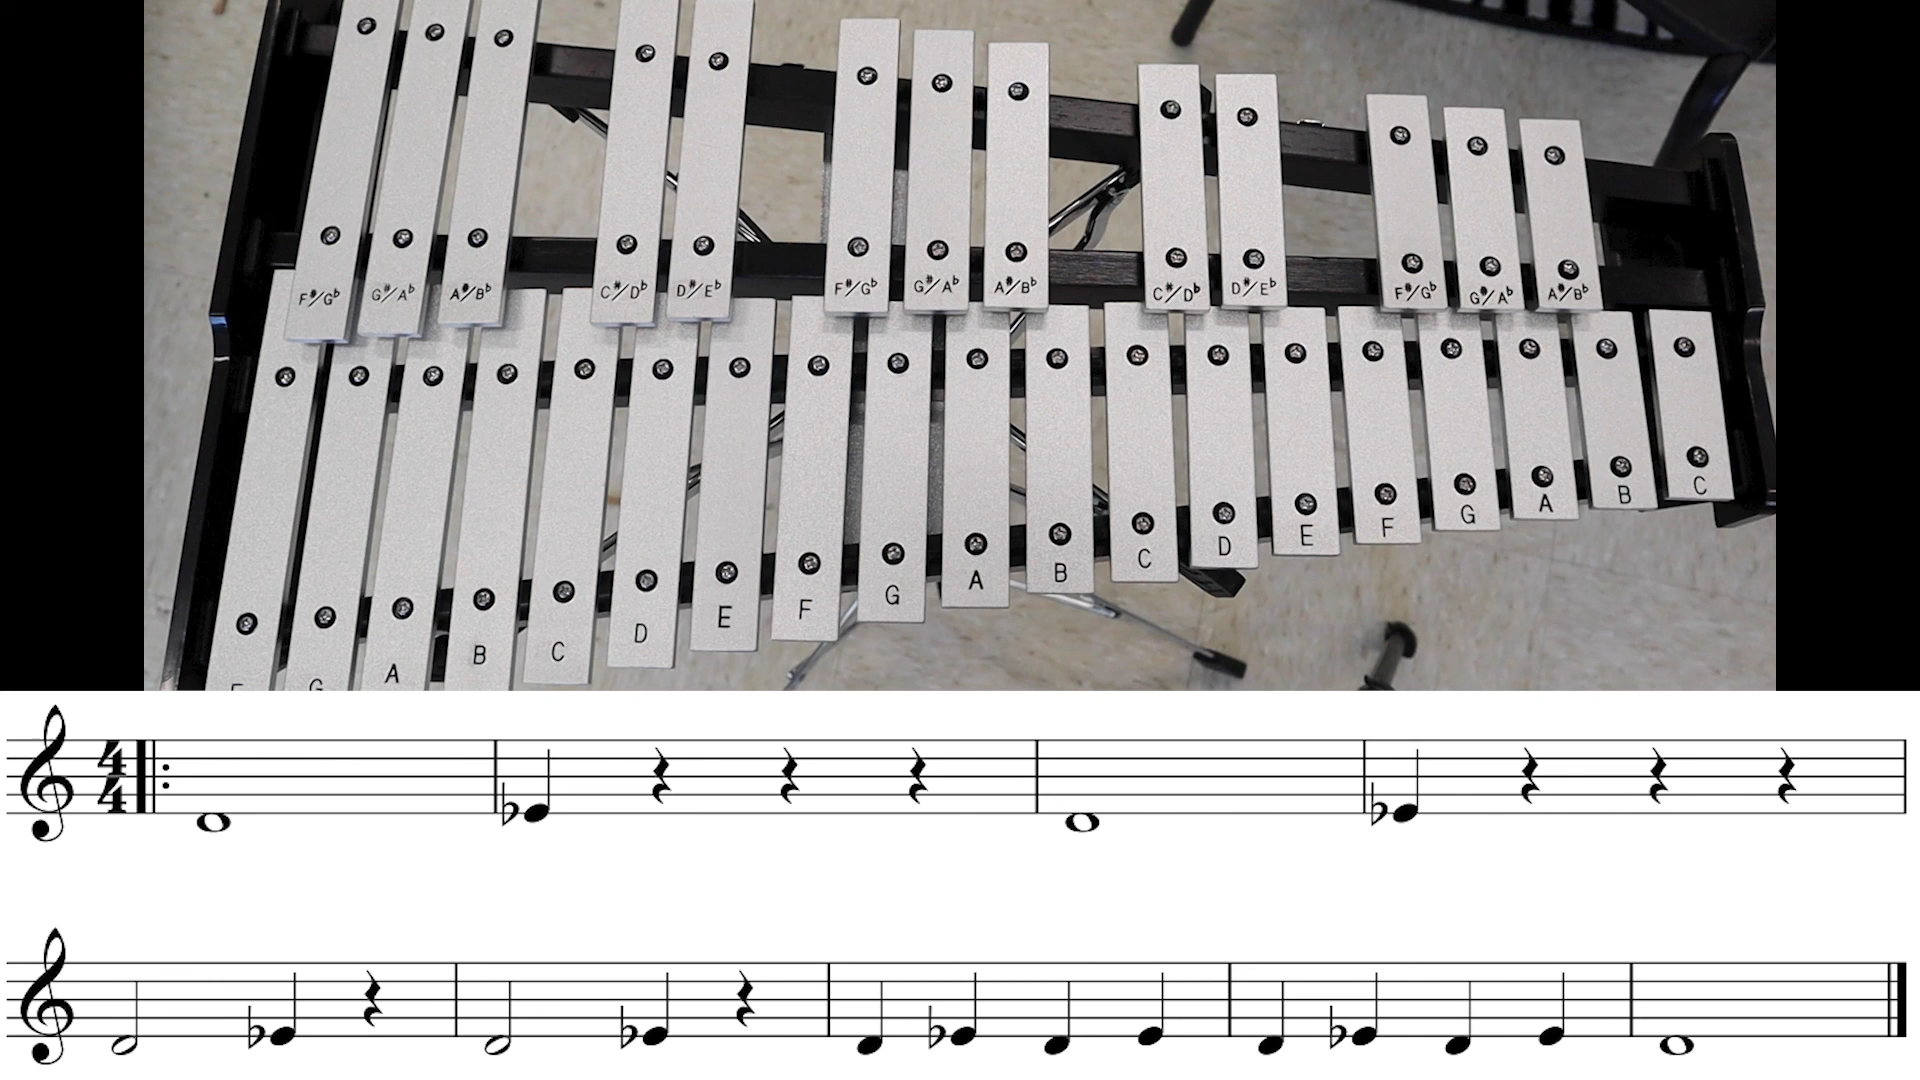 F#/G♭ G#/A♭ A#/B♭ C#/D♭ D#/E♭ F#/G♭ G#/A♭ A#/B♭ C#/D♭ D#/E♭ F#/G♭ G#/A♭ A#/B♭
F G A B C D E F G A B C D E F G A B C
4
4